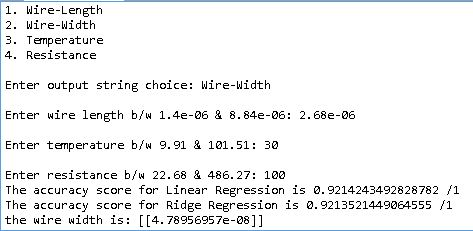 1. Wire-Length
2. Wire-Width
3. Temperature
4. Resistance
Enter output string choice: Wire-Width
Enter wire length b/w 1.4e-06 & 8.84e-06: 2.68e-06
Enter temperature b/w 9.91 & 101.51: 30
Enter resistance b/w 22.68 & 486.27: 100
The accuracy score for Linear Regression is 0.9214243492828782 /1
The accuracy score for Ridge Regression is 0.9213521449064555 /1
the wire width is: [[4.78956957e-08]]